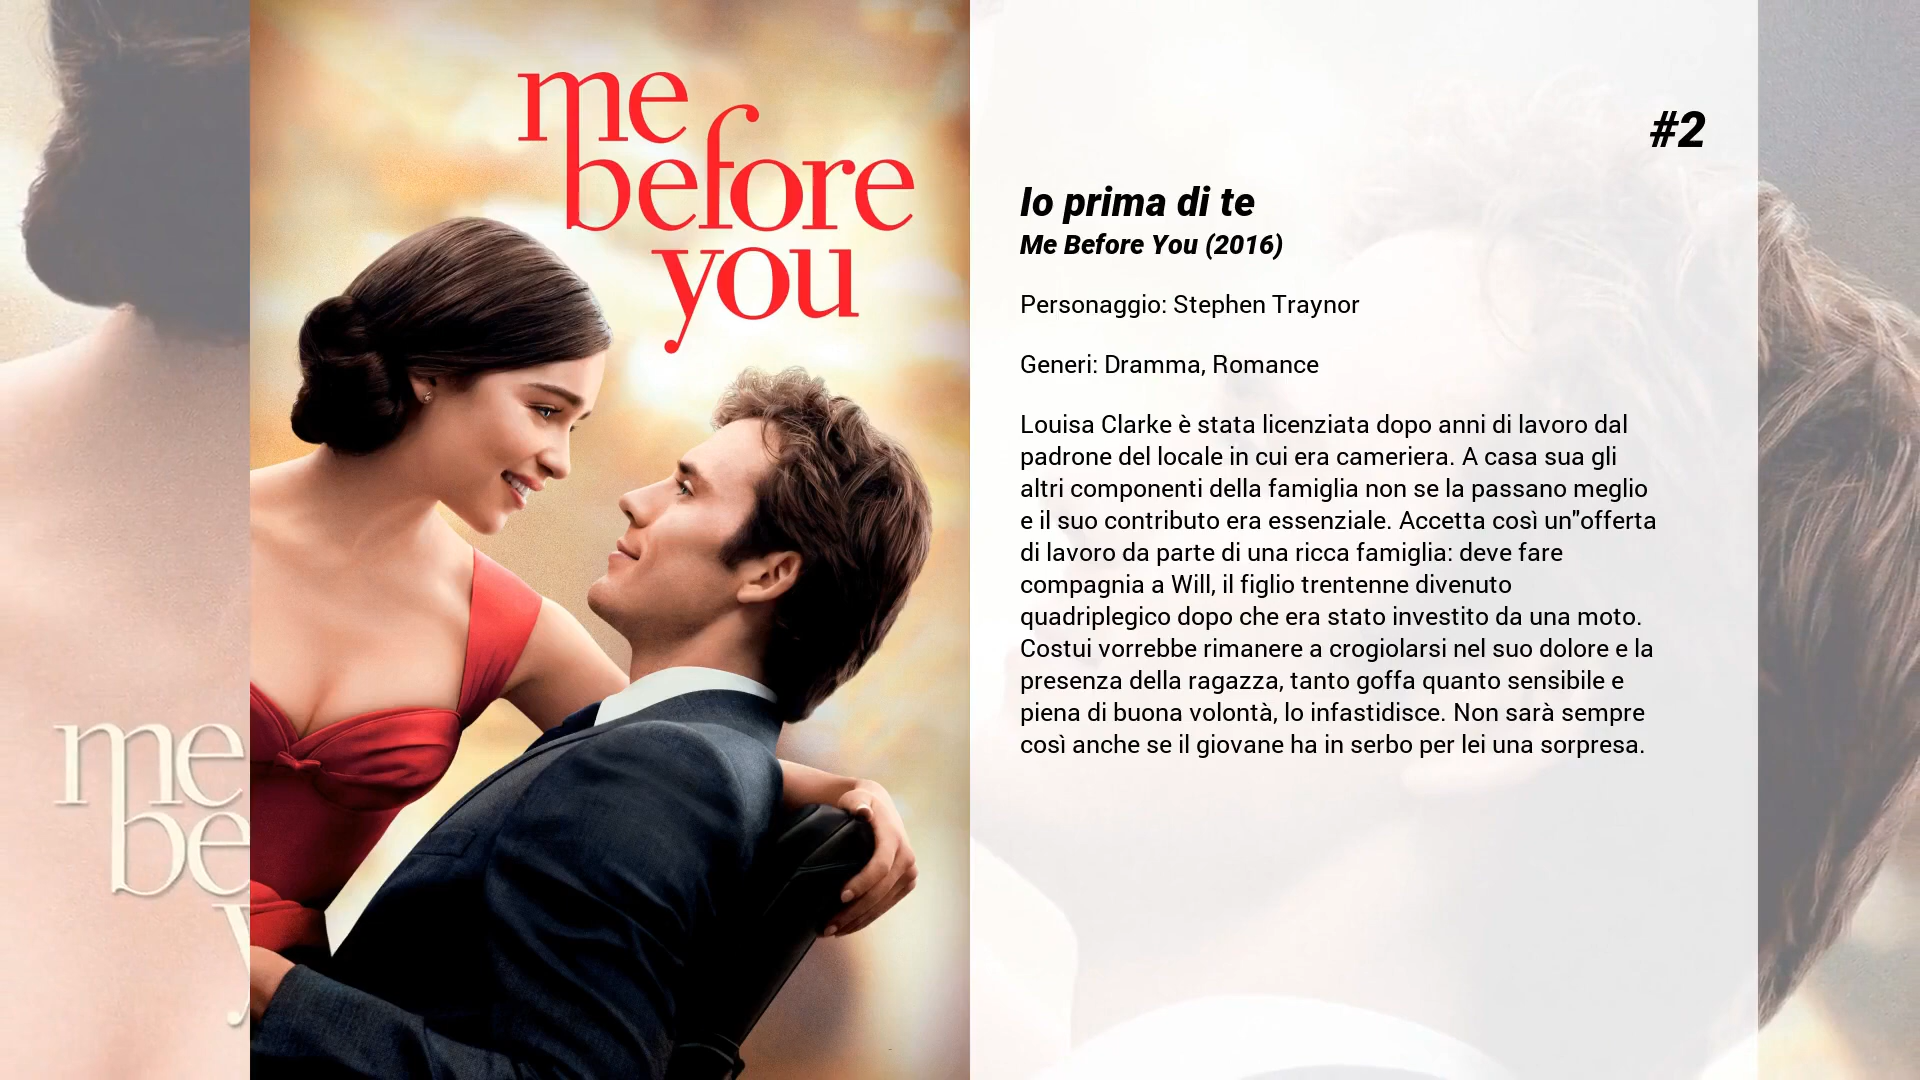 me
before
you
me
be
y
#2
Io prima di te
Me Before You (2016)
Personaggio: Stephen Traynor
Generi: Dramma, Romance
Louisa Clarke è stata licenziata dopo anni di lavoro dal
padrone del locale in cui era cameriera. A casa sua gli
altri componenti della famiglia non se la passano meglio
e il suo contributo era essenziale. Accetta così un"offerta
di lavoro da parte di una ricca famiglia: deve fare
compagnia a Will, il figlio trentenne divenuto
quadriplegico dopo che era stato investito da una moto.
Costui vorrebbe rimanere a crogiolarsi nel suo dolore e la
presenza della ragazza, tanto goffa quanto sensibile e
piena di buona volontà, lo infastidisce. Non sarà sempre
così anche se il giovane ha in serbo per lei una sorpresa.